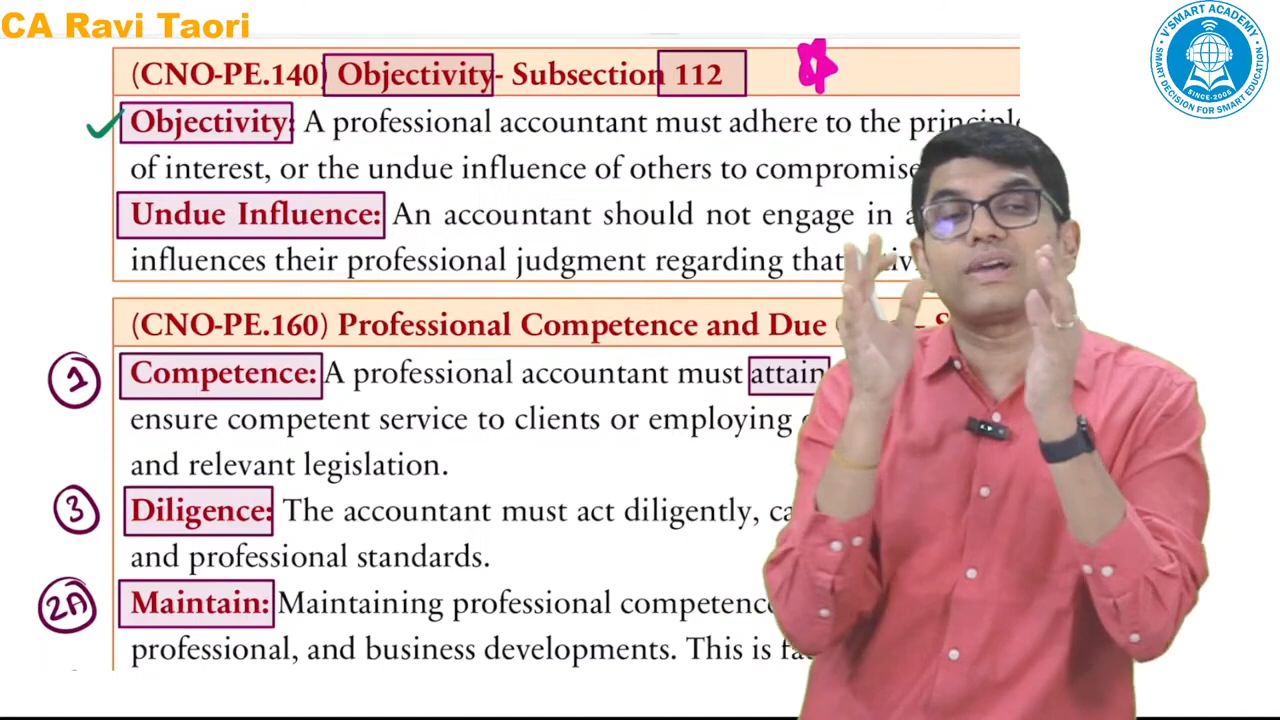 CA Ravi Taori
V'SMART ACADEMY
SMART DECISION FOR SMART EDUCATION
SINCE-2005
(CNO-PE.140) Objectivity- Subsection 112
Objectivity: A professional accountant must adhere to the
of interest, or the undue influence of others to compromise
Undue Influence: An accountant should not engage in
influences their professional judgment regarding that
(CNO-PE.160) Professional Competence and Due
1
Competence: A professional accountant must attain
ensure competent service to clients or employing
and relevant legislation.
3
Diligence: The accountant must act diligently,
and professional standards.
2A
Maintain: Maintaining professional competence
professional, and business developments. This is